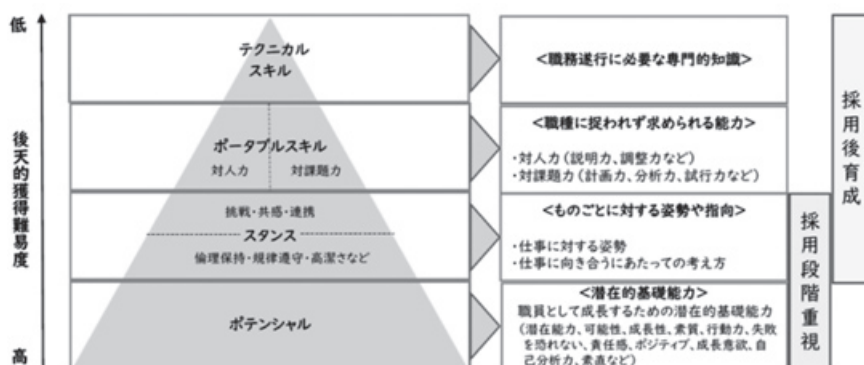 低
後天的獲得難易度
高
テクニカル
スキル
<職務遂行に必要な専門的知識>
ポータブルスキル
対人力
対課題力
<職種に捉われず求められる能力>
・対人力(説明力、調整力など)
・対課題力(計画力、分析力、試行力など)
挑戦・共感・連携
スタンス
倫理保持・規律遵守・高潔さなど
<ものごとに対する姿勢や指向>
・仕事に対する姿勢
・仕事に向き合うにあたっての考え方
ポテンシャル
<潜在的基礎能力>
職員として成長するための潜在的基礎能力
(潜在能力、可能性、成長性、素質、行動力、失敗
を恐れない、責任感、ポジティブ、成長意欲、自
己分析力、素直など)
採用段階重視
採用後育成